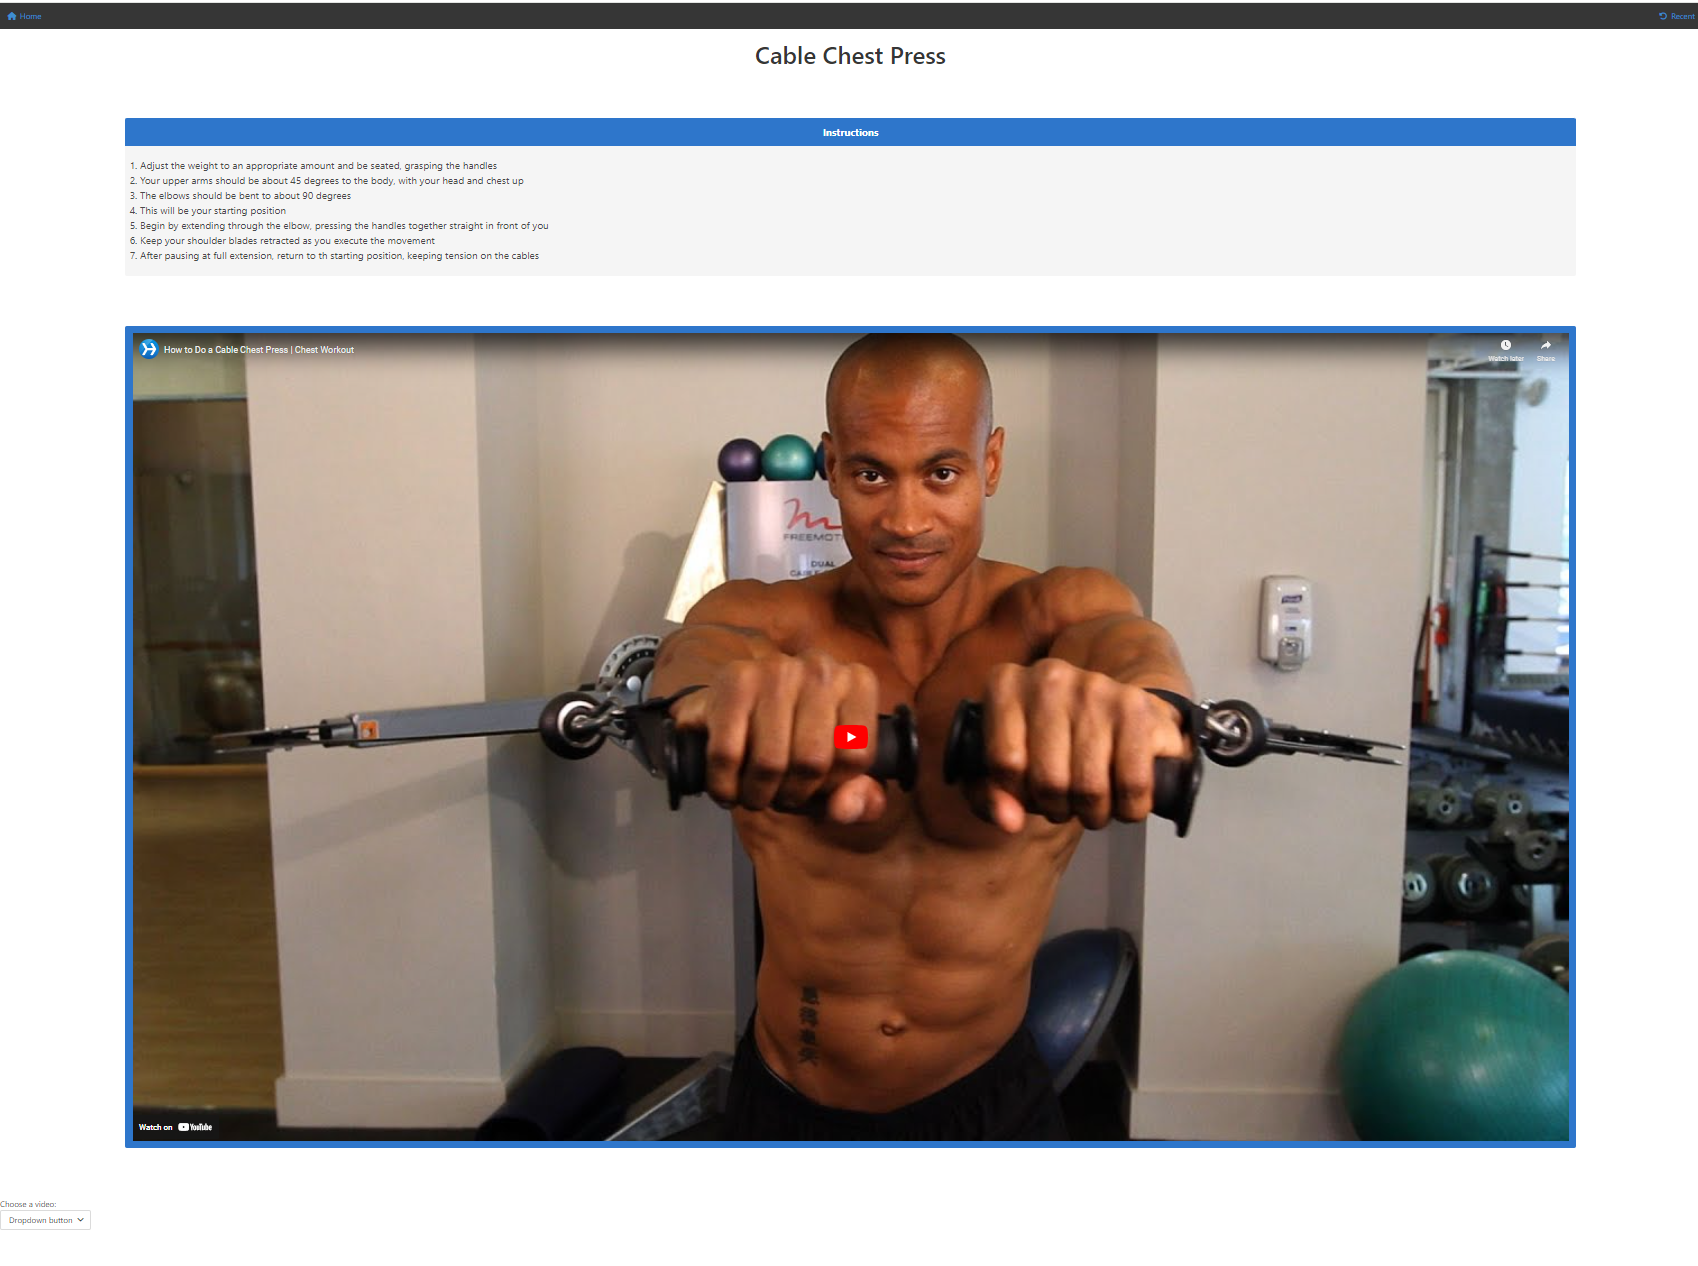 Home
Recent
Cable Chest Press
Instructions
1. Adjust the weight to an appropriate amount and be seated, grasping the handles
2. Your upper arms should be about 45 degrees to the body, with your head and chest up
3. The elbows should be bent to about 90 degrees
4. This will be your starting position
5. Begin by extending through the elbow, pressing the handles together straight in front of you
6. Keep your shoulder blades retracted as you execute the movement
7. After pausing at full extension, return to th starting position, keeping tension on the cables
How to Do a Cable Chest Press | Chest Workout
Watch later
Share
FREEMOT
DUAL
Watch on YouTube
Choose a video:
Dropdown button